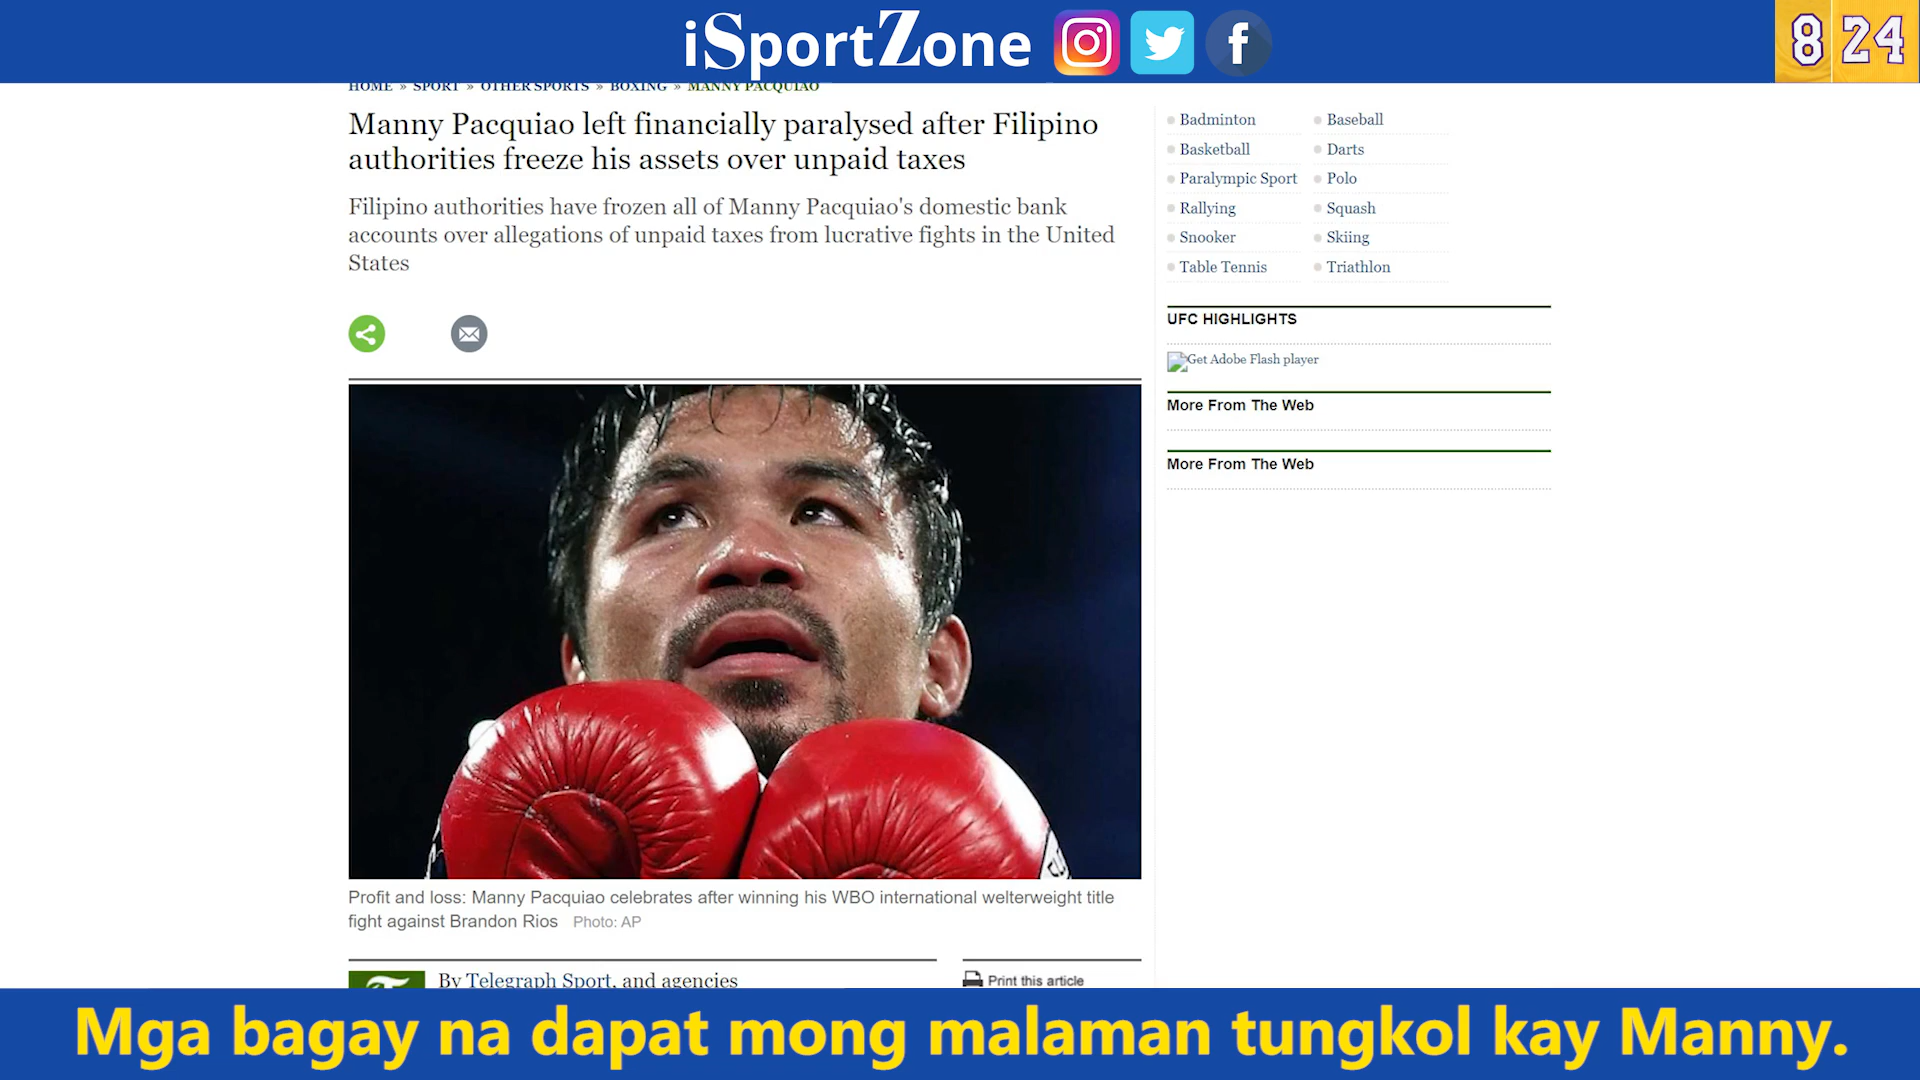 iSportZone
8 24
HOME » SPORT » OTHER SPORTS » BOXING » MANNY PACQUIAO
Manny Pacquiao left financially paralysed after Filipino
authorities freeze his assets over unpaid taxes
Filipino authorities have frozen all of Manny Pacquiao's domestic bank
accounts over allegations of unpaid taxes from lucrative fights in the United
States
Profit and loss: Manny Pacquiao celebrates after winning his WBO international welterweight title
fight against Brandon Rios Photo: AP
By Telegraph Sport, and agencies
Print this article
Badminton Baseball
Basketball Darts
Paralympic Sport Polo
Rallying Squash
Snooker Skiing
Table Tennis Triathlon
UFC HIGHLIGHTS
Get Adobe Flash player
More From The Web
More From The Web
Mga bagay na dapat mong malaman tungkol kay Manny.